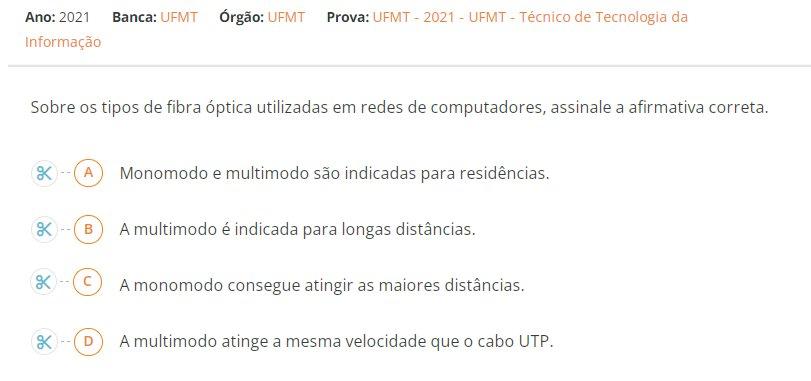 Ano: 2021 Banca: UFMT Órgão: UFMT Prova: UFMT - 2021 - UFMT - Técnico de Tecnologia da
Informação
Sobre os tipos de fibra óptica utilizadas em redes de computadores, assinale a afirmativa correta.
A Monomodo e multimodo são indicadas para residências.
B A multimodo é indicada para longas distâncias.
C A monomodo consegue atingir as maiores distâncias.
D A multimodo atinge a mesma velocidade que o cabo UTP.